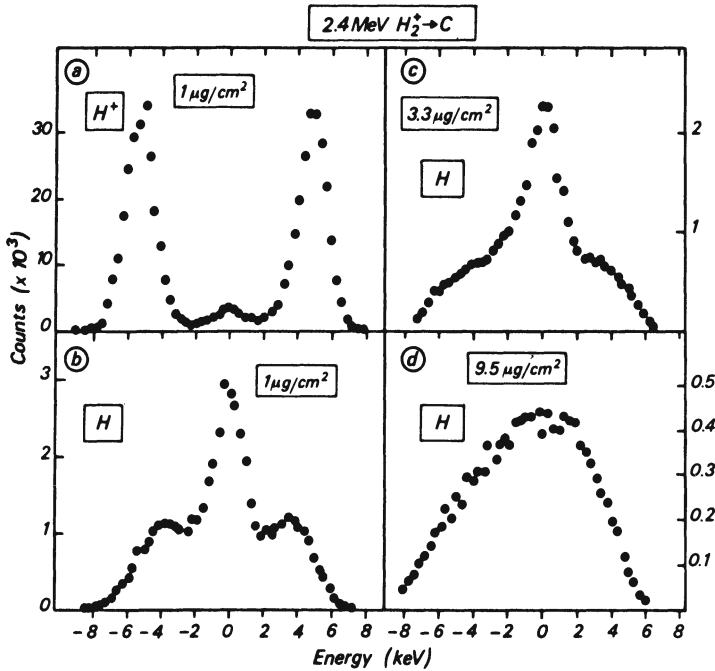 2.4 MeV H₂⁺→C
a
1 μg/cm²
H⁺
30
20
10
0
c
3.3 μg/cm²
H
2
1
Counts (x 10³)
b
1 μg/cm²
H
3
2
1
0
d
9.5 μg/cm²
H
0.5
0.4
0.3
0.2
0.1
-8 -6 -4 -2 0 2 4 6 8
-8 -6 -4 -2 0 2 4 6 8
Energy (keV)